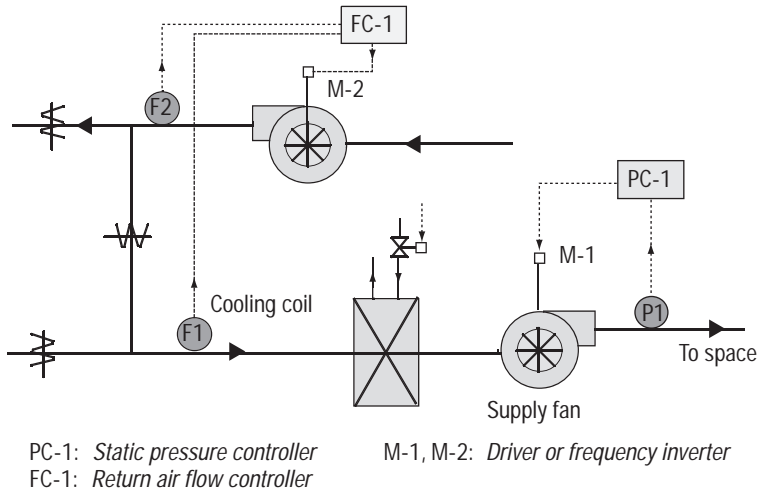 FC-1
M-2
F2
PC-1
M-1
Cooling coil
F1
P1
To space
Supply fan
PC-1: Static pressure controller
M-1, M-2: Driver or frequency inverter
FC-1: Return air flow controller